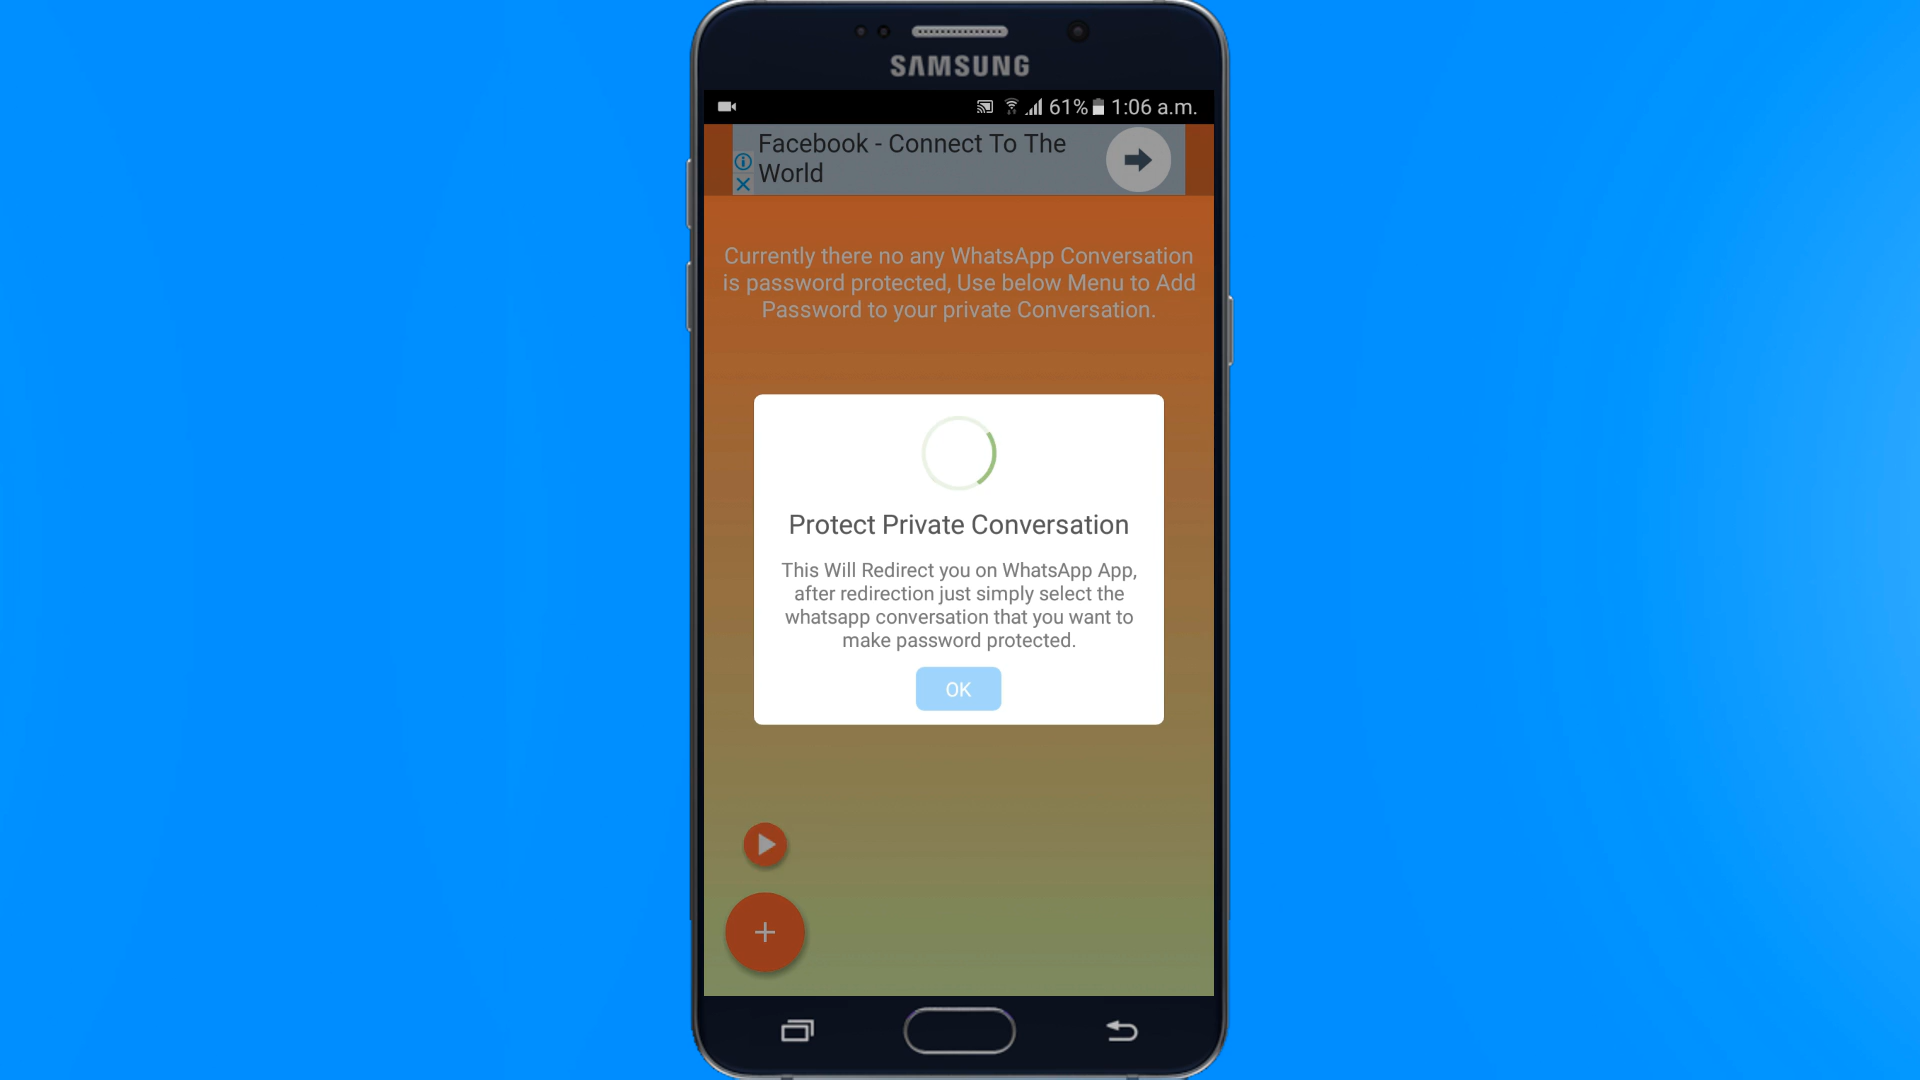 SAMSUNG
61% 1:06 a.m.
Facebook - Connect To The
World
Currently there no any WhatsApp Conversation
is password protected, Use below Menu to Add
Password to your private Conversation.
Protect Private Conversation
This Will Redirect you on WhatsApp App,
after redirection just simply select the
whatsapp conversation that you want to
make password protected.
OK